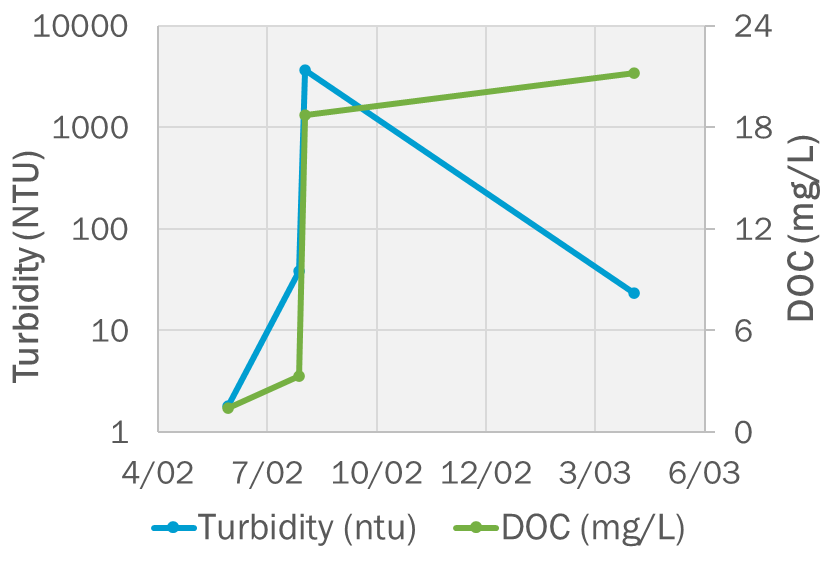 10000
1000
100
10
1
Turbidity (NTU)
24
18
12
6
0
DOC (mg/L)
4/02 7/02 10/02 12/02 3/03 6/03
Turbidity (ntu) DOC (mg/L)